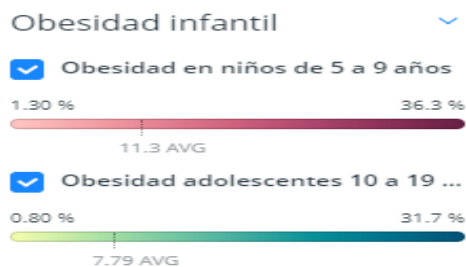 Obesidad infantil
Obesidad en niños de 5 a 9 años
1.30 % 36.3 %
11.3 AVG
Obesidad adolescentes 10 a 19 ...
0.80 % 31.7 %
7.79 AVG